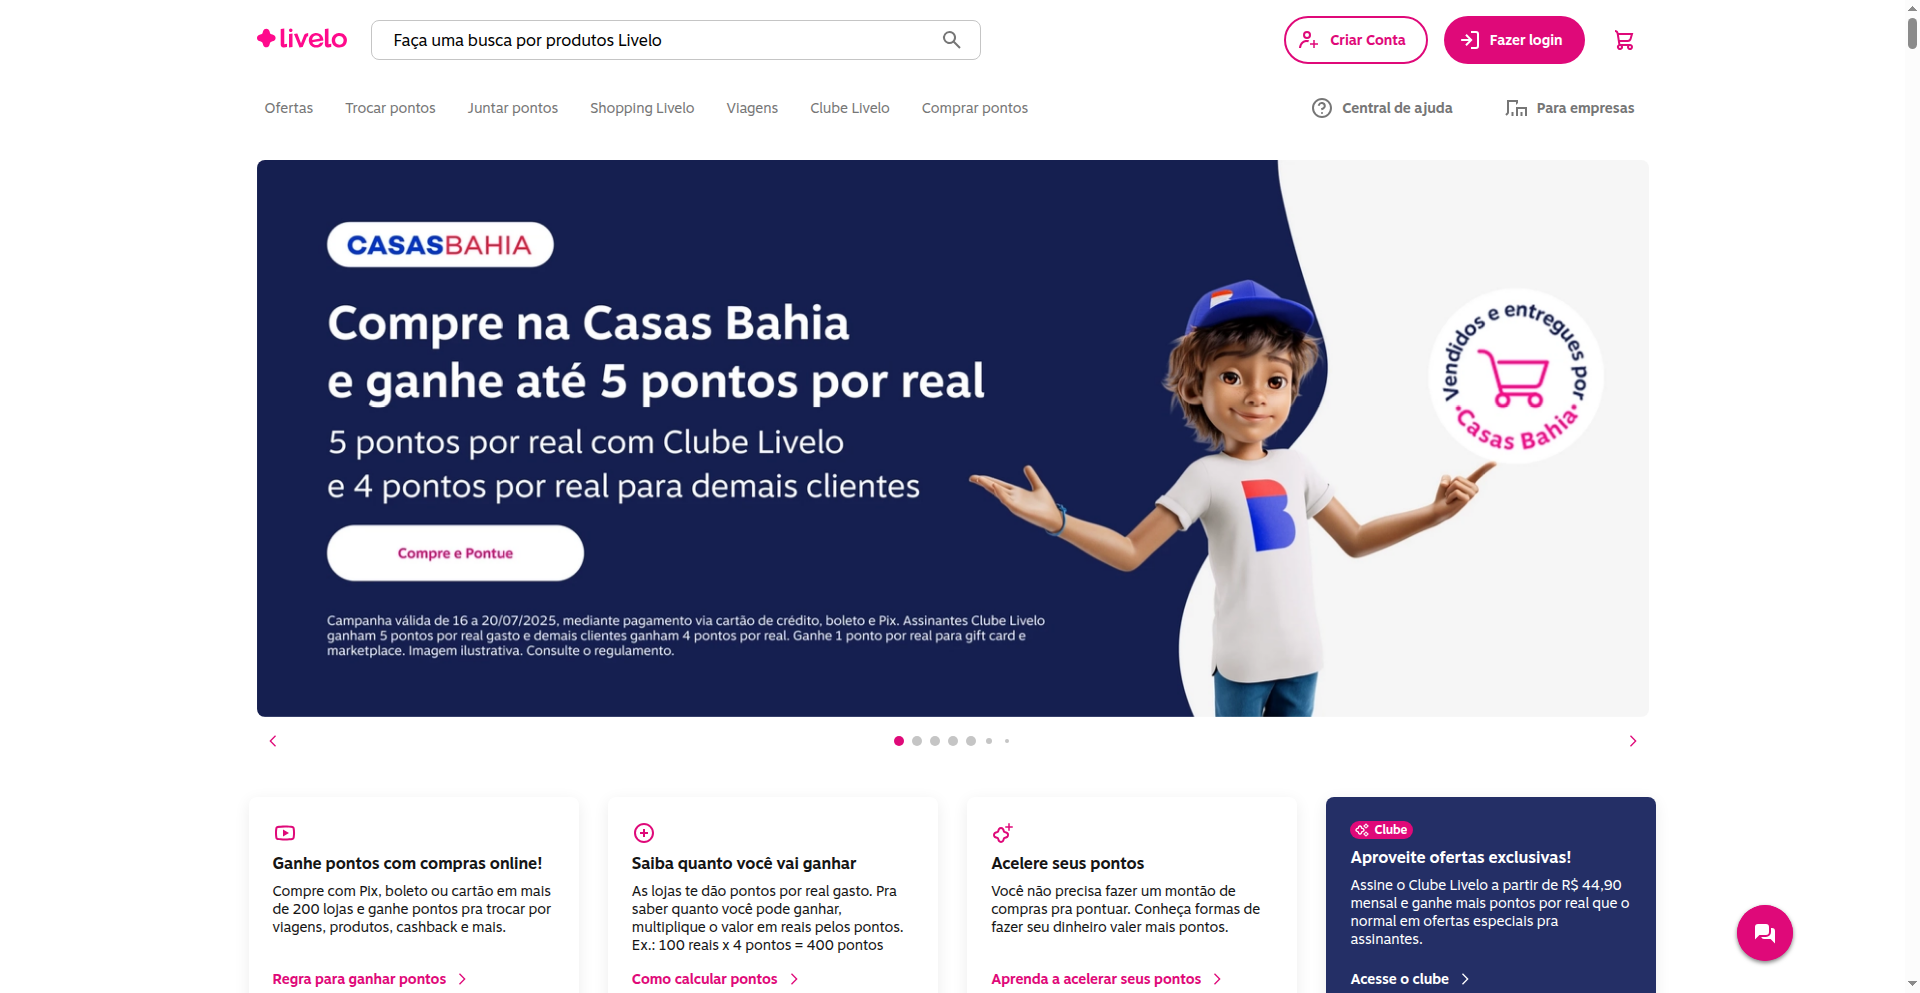 livelo
Faça uma busca por produtos Livelo
Criar Conta
Fazer login
Ofertas
Trocar pontos
Juntar pontos
Shopping Livelo
Viagens
Clube Livelo
Comprar pontos
Central de ajuda
Para empresas
CASASBAHIA
Compre na Casas Bahia
e ganhe até 5 pontos por real
5 pontos por real com Clube Livelo
e 4 pontos por real para demais clientes
Compre e Pontue
Campanha válida de 16 a 20/07/2025, mediante pagamento via cartão de crédito, boleto e Pix. Assinantes Clube Livelo
ganham 5 pontos por real gasto e demais clientes ganham 4 pontos por real. Ganhe 1 ponto por real para gift card e
marketplace. Imagem ilustrativa. Consulte o regulamento.
Vendidos e entregues por
•Casas Bahia•
Ganhe pontos com compras online!
Compre com Pix, boleto ou cartão em mais
de 200 lojas e ganhe pontos pra trocar por
viagens, produtos, cashback e mais.
Regra para ganhar pontos
Saiba quanto você vai ganhar
As lojas te dão pontos por real gasto. Pra
saber quanto você pode ganhar,
multiplique o valor em reais pelos pontos.
Ex.: 100 reais x 4 pontos = 400 pontos
Como calcular pontos
Acelere seus pontos
Você não precisa fazer um montão de
compras pra pontuar. Conheça formas de
fazer seu dinheiro valer mais pontos.
Aprenda a acelerar seus pontos
Clube
Aproveite ofertas exclusivas!
Assine o Clube Livelo a partir de R$ 44,90
mensal e ganhe mais pontos por real que o
normal em ofertas especiais pra
assinantes.
Acesse o clube